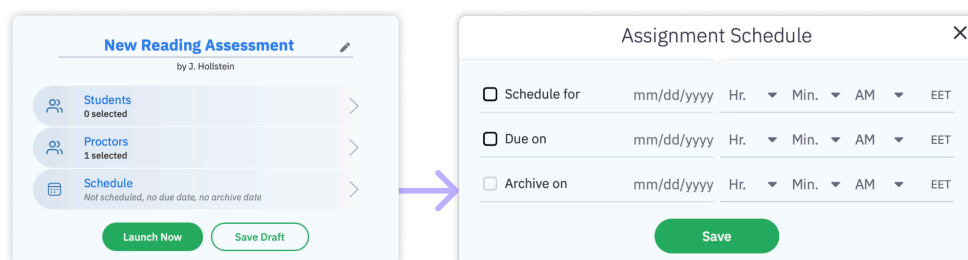 New Reading Assessment
by J. Hollstein
Students
0 selected
Proctors
1 selected
Schedule
Not scheduled, no due date, no archive date
Launch Now Save Draft
Assignment Schedule
Schedule for mm/dd/yyyy Hr. Min. AM EET
Due on mm/dd/yyyy Hr. Min. AM EET
Archive on mm/dd/yyyy Hr. Min. AM EET
Save